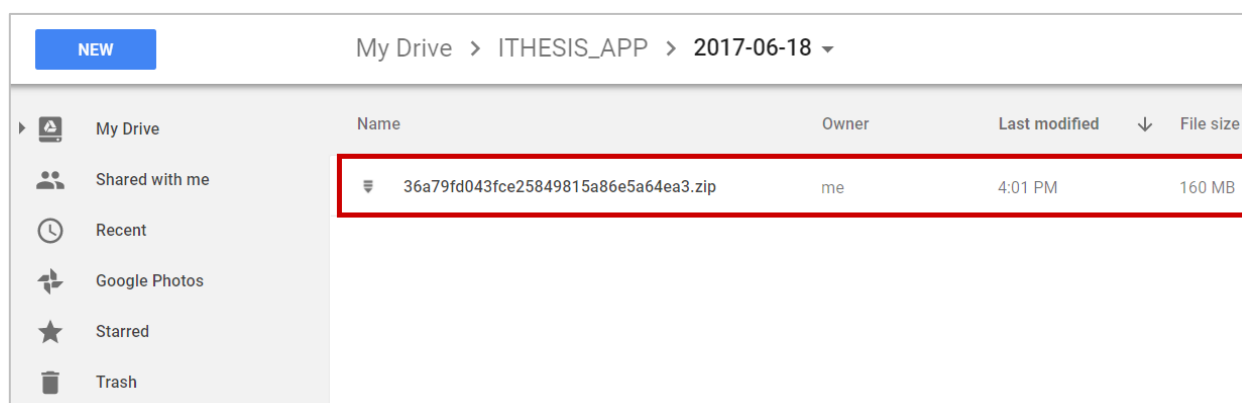 NEW
My Drive > ITHESIS_APP > 2017-06-18
My Drive
Shared with me
Recent
Google Photos
Starred
Trash
Name Owner Last modified File size
36a79fd043fce25849815a86e5a64ea3.zip me 4:01 PM 160 MB